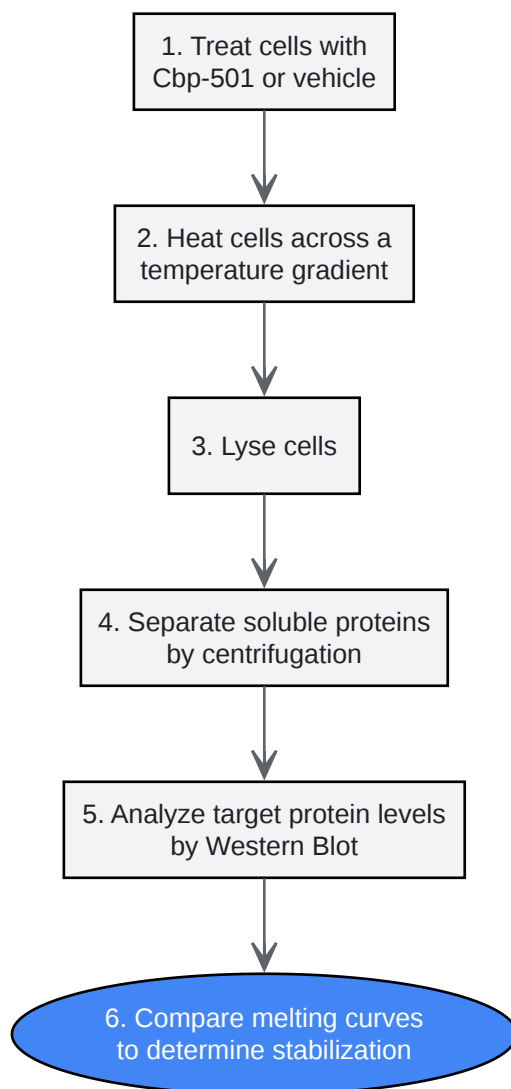 1. Treat cells with
Cbp-501 or vehicle
2. Heat cells across a
temperature gradient
3. Lyse cells
4. Separate soluble proteins
by centrifugation
5. Analyze target protein levels
by Western Blot
6. Compare melting curves
to determine stabilization